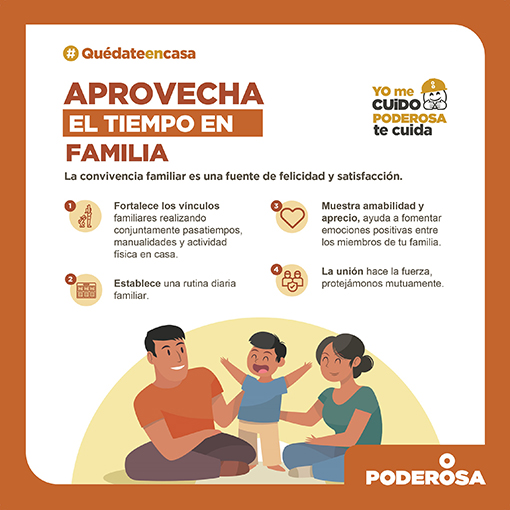 # Quédateencasa
APROVECHA
EL TIEMPO EN
FAMILIA
YO me
CUiDO
PODEROSA
te cuida
La convivencia familiar es una fuente de felicidad y satisfacción.
1
Fortalece los vinculos
familiares realizando
conjuntamente pasatiempos,
manualidades y actividad
física en casa.
2
Establece una rutina diaria
familiar.
3
Muestra amabilidad y
aprecio, ayuda a fomentar
emociones positivas entre
los miembros de tu familia.
4
La unión hace la fuerza,
protejámonos mutuamente.
PODEROSA